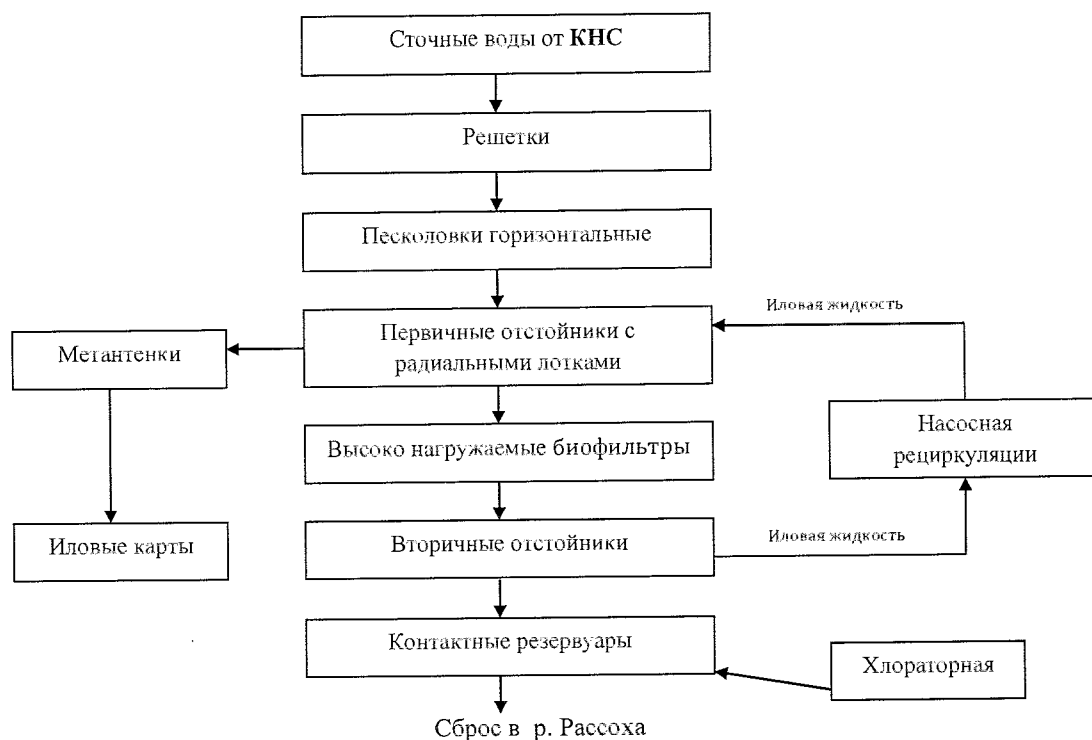 Сточные воды от КНС
Решетки
Песколовки горизонтальные
Иловая жидкость
Первичные отстойники с
радиальными лотками
Метантенки
Высоко нагружаемые биофильтры
Насосная
рециркуляции
Иловые карты
Вторичные отстойники
Иловая жидкость
Контактные резервуары
Хлораторная
Сброс в р. Рассоха